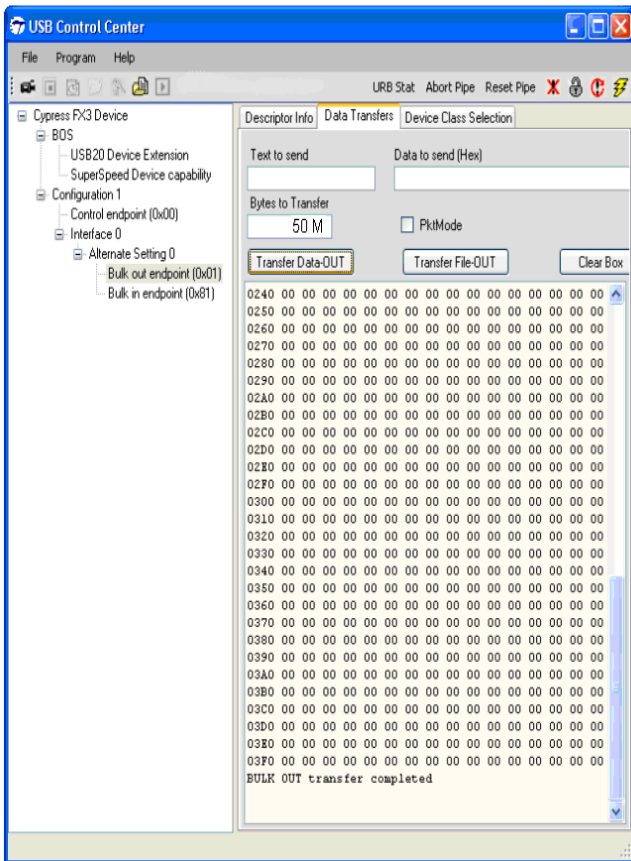 USB Control Center
File Program Help
URB Stat Abort Pipe Reset Pipe
Cypress FX3 Device
BOS
USB20 Device Extension
SuperSpeed Device capability
Configuration 1
Control endpoint (0x00)
Interface 0
Alternate Setting 0
Bulk out endpoint (0x01)
Bulk in endpoint (0x81)
Descriptor Info Data Transfers Device Class Selection
Text to send Data to send (Hex)
Bytes to Transfer
50 M PktMode
Transfer Data-OUT Transfer File-OUT Clear Box
0240 00 00 00 00 00 00 00 00 00 00 00 00 00 00 00 00
0250 00 00 00 00 00 00 00 00 00 00 00 00 00 00 00 00
0260 00 00 00 00 00 00 00 00 00 00 00 00 00 00 00 00
0270 00 00 00 00 00 00 00 00 00 00 00 00 00 00 00 00
0280 00 00 00 00 00 00 00 00 00 00 00 00 00 00 00 00
0290 00 00 00 00 00 00 00 00 00 00 00 00 00 00 00 00
02A0 00 00 00 00 00 00 00 00 00 00 00 00 00 00 00 00
02B0 00 00 00 00 00 00 00 00 00 00 00 00 00 00 00 00
02C0 00 00 00 00 00 00 00 00 00 00 00 00 00 00 00 00
02D0 00 00 00 00 00 00 00 00 00 00 00 00 00 00 00 00
02E0 00 00 00 00 00 00 00 00 00 00 00 00 00 00 00 00
02F0 00 00 00 00 00 00 00 00 00 00 00 00 00 00 00 00
0300 00 00 00 00 00 00 00 00 00 00 00 00 00 00 00 00
0310 00 00 00 00 00 00 00 00 00 00 00 00 00 00 00 00
0320 00 00 00 00 00 00 00 00 00 00 00 00 00 00 00 00
0330 00 00 00 00 00 00 00 00 00 00 00 00 00 00 00 00
0340 00 00 00 00 00 00 00 00 00 00 00 00 00 00 00 00
0350 00 00 00 00 00 00 00 00 00 00 00 00 00 00 00 00
0360 00 00 00 00 00 00 00 00 00 00 00 00 00 00 00 00
0370 00 00 00 00 00 00 00 00 00 00 00 00 00 00 00 00
0380 00 00 00 00 00 00 00 00 00 00 00 00 00 00 00 00
0390 00 00 00 00 00 00 00 00 00 00 00 00 00 00 00 00
03A0 00 00 00 00 00 00 00 00 00 00 00 00 00 00 00 00
03B0 00 00 00 00 00 00 00 00 00 00 00 00 00 00 00 00
03C0 00 00 00 00 00 00 00 00 00 00 00 00 00 00 00 00
03D0 00 00 00 00 00 00 00 00 00 00 00 00 00 00 00 00
03E0 00 00 00 00 00 00 00 00 00 00 00 00 00 00 00 00
03F0 00 00 00 00 00 00 00 00 00 00 00 00 00 00 00 00
BULK OUT transfer completed